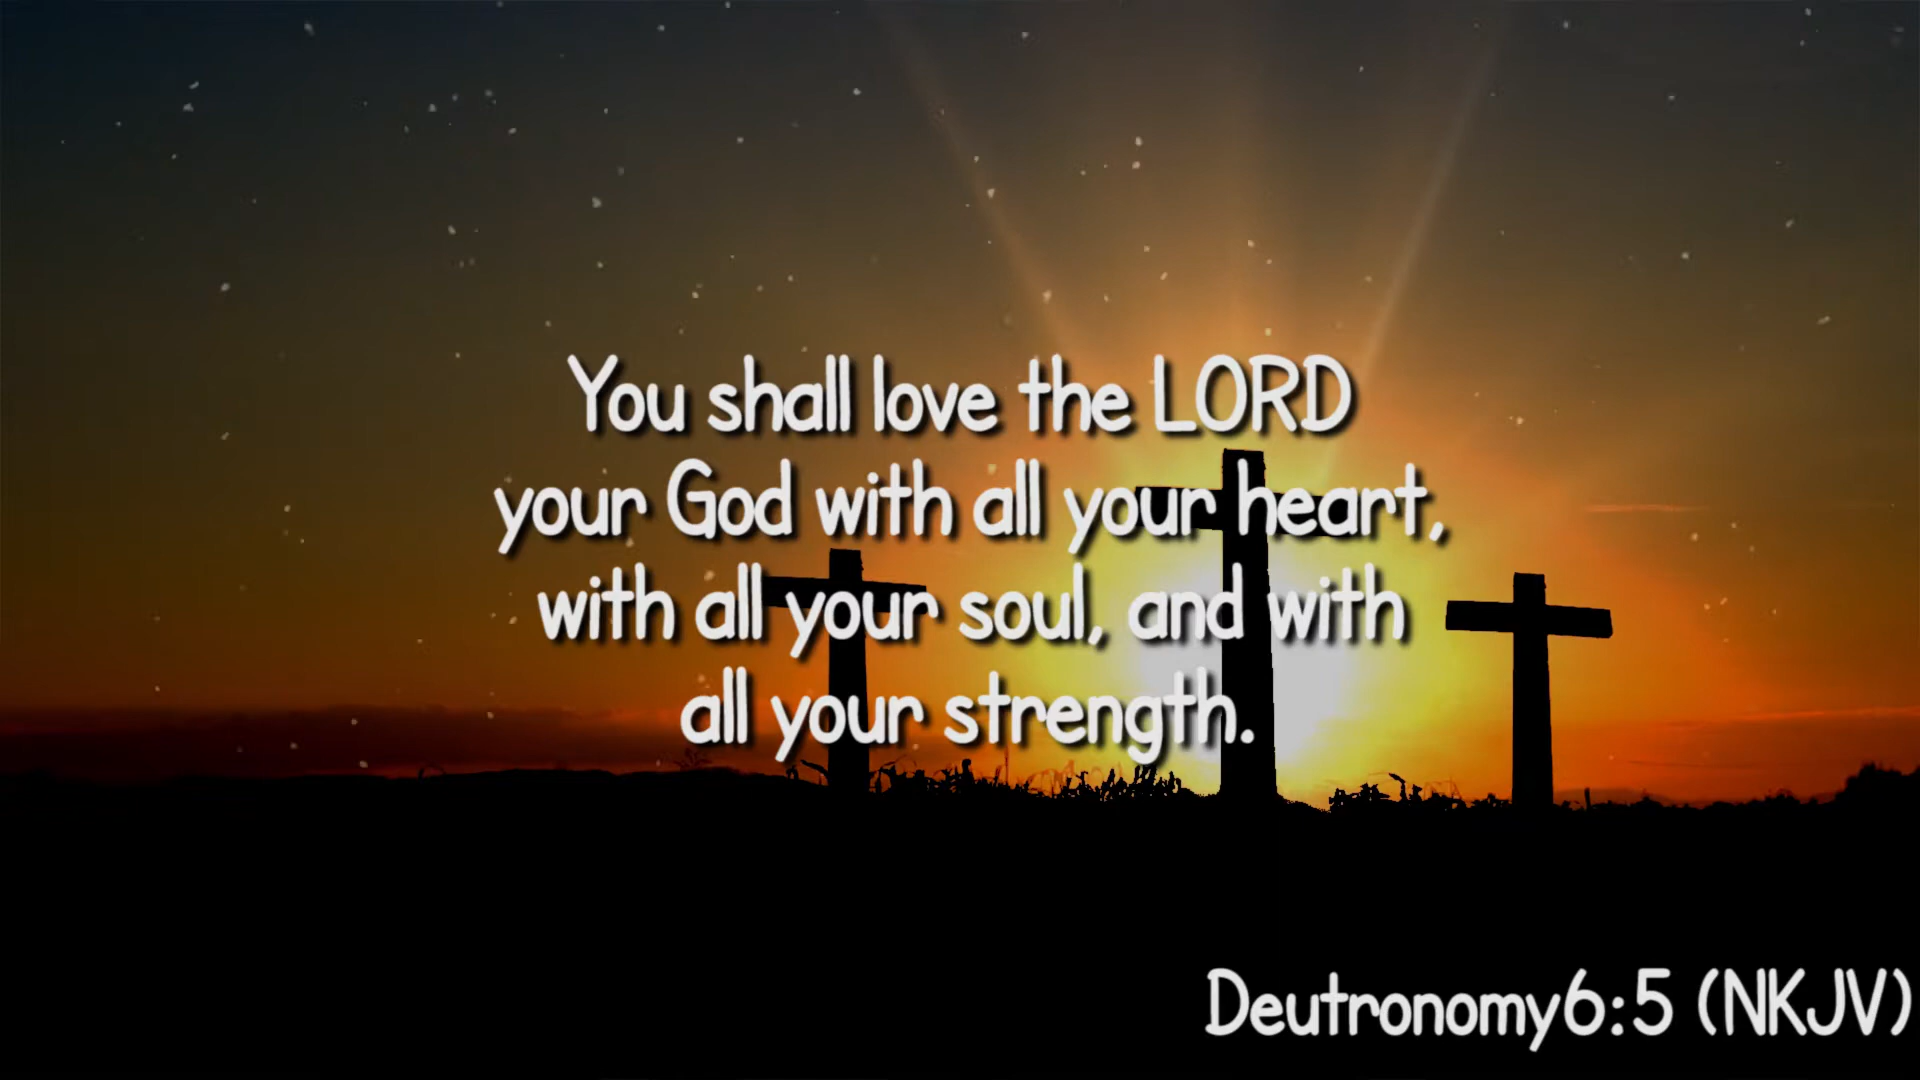 You shall love the LORD
your God with all your heart,
with all your soul, and with
all your strength.
Deutronomy6:5 (NKJV)